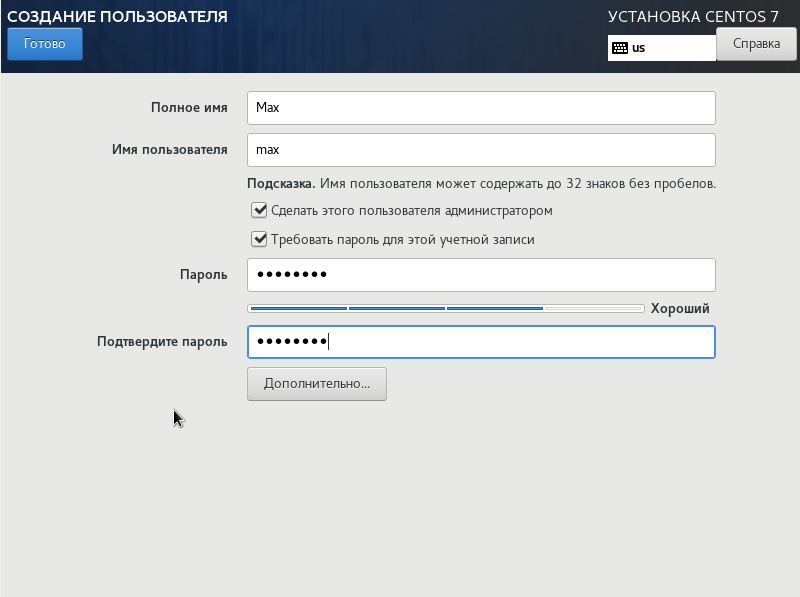 СОЗДАНИЕ ПОЛЬЗОВАТЕЛЯ
УСТАНОВКА CENTOS 7
Готово
us
Справка
Полное имя
Max
Имя пользователя
max
Подсказка. Имя пользователя может содержать до 32 знаков без пробелов.
Сделать этого пользователя администратором
Требовать пароль для этой учетной записи
Пароль
●●●●●●●●
Хороший
Подтвердите пароль
●●●●●●●●
Дополнительно...